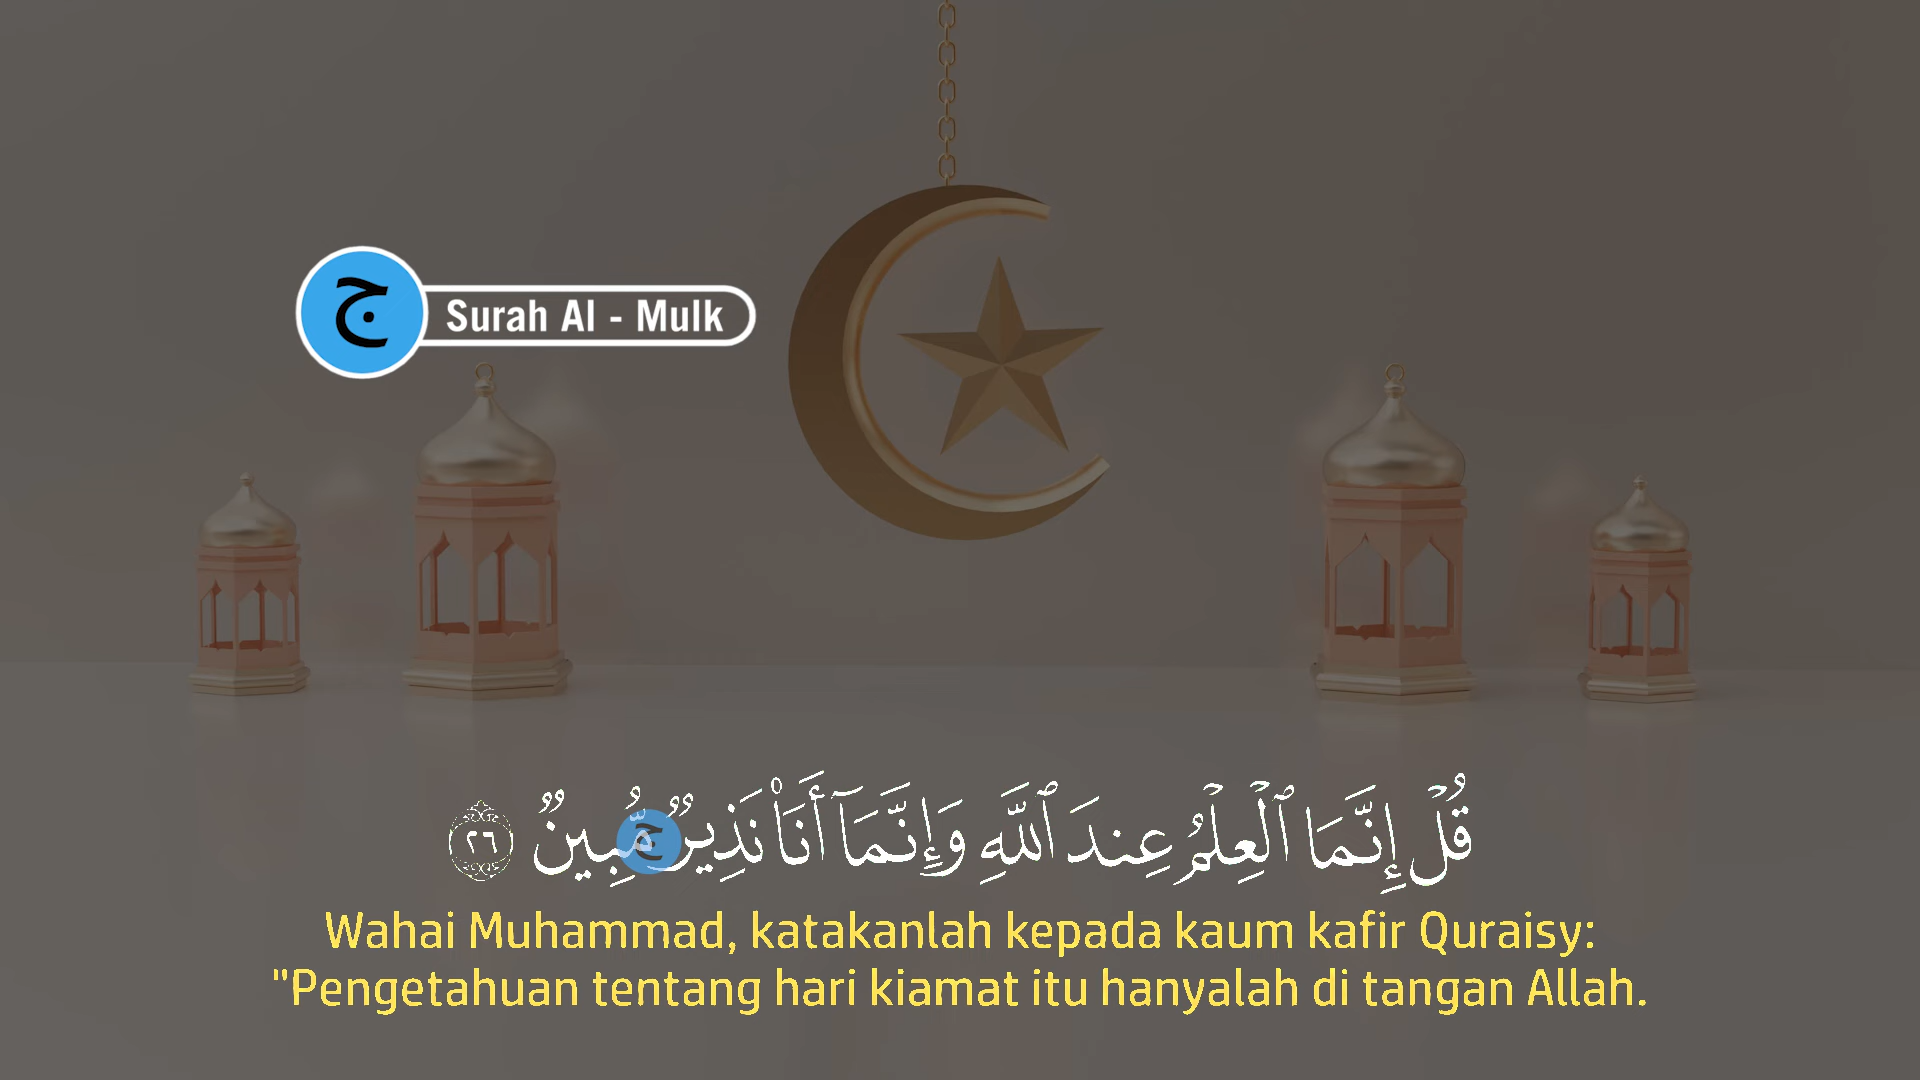 ج
Surah Al - Mulk
قُلْ إِنَّمَا ٱلْعِلْمُ عِندَ ٱللَّهِ وَإِنَّمَآ أَنَا۠ نَذِيرٌ مُّبِينٌ ٢٦
ج
Wahai Muhammad, katakanlah kepada kaum kafir Quraisy:
"Pengetahuan tentang hari kiamat itu hanyalah di tangan Allah.